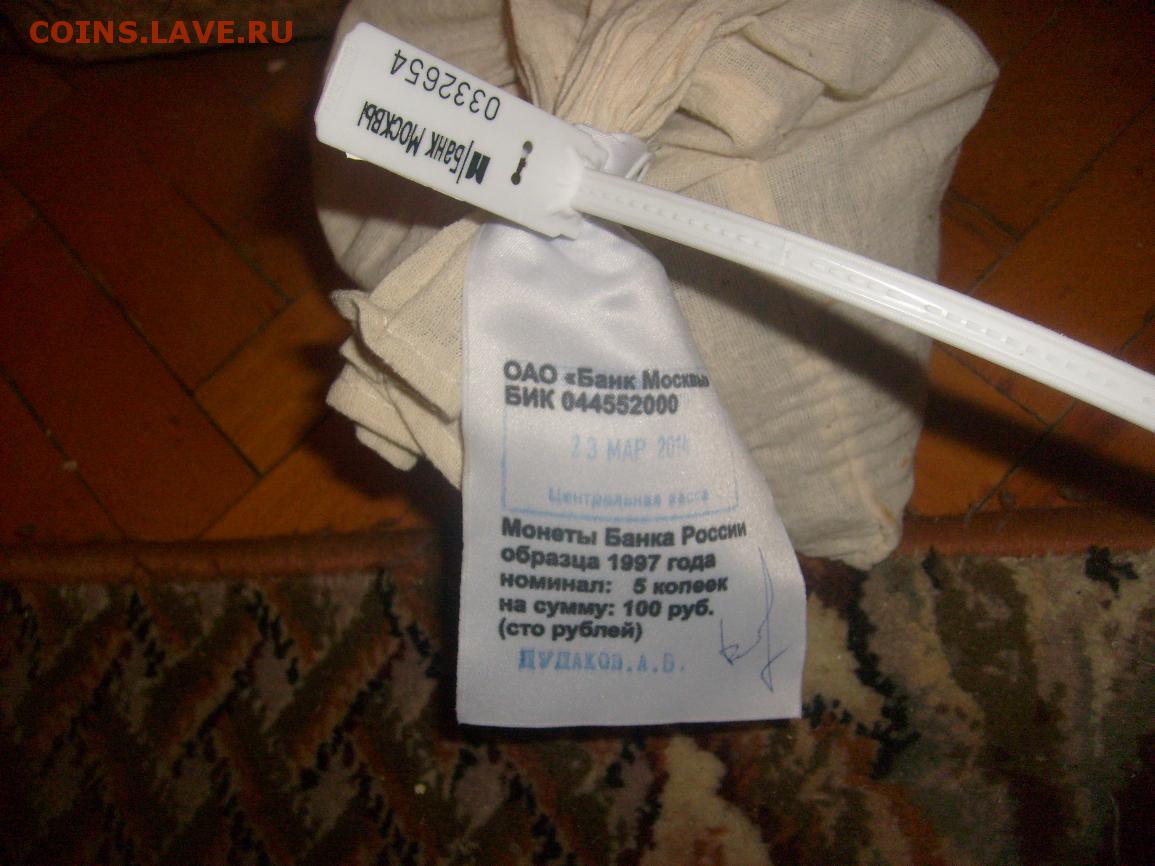 COINS.LAVE.RU
0332654
М/Банк Москвы
ОАО «Банк Москвы
БИК 044552000
23 МАР 2014
Центральная касса
Монеты Банка России
образца 1997 года
номинал: 5 копеек
на сумму: 100 руб.
(сто рублей)
ДУДАКОВ.А.В.